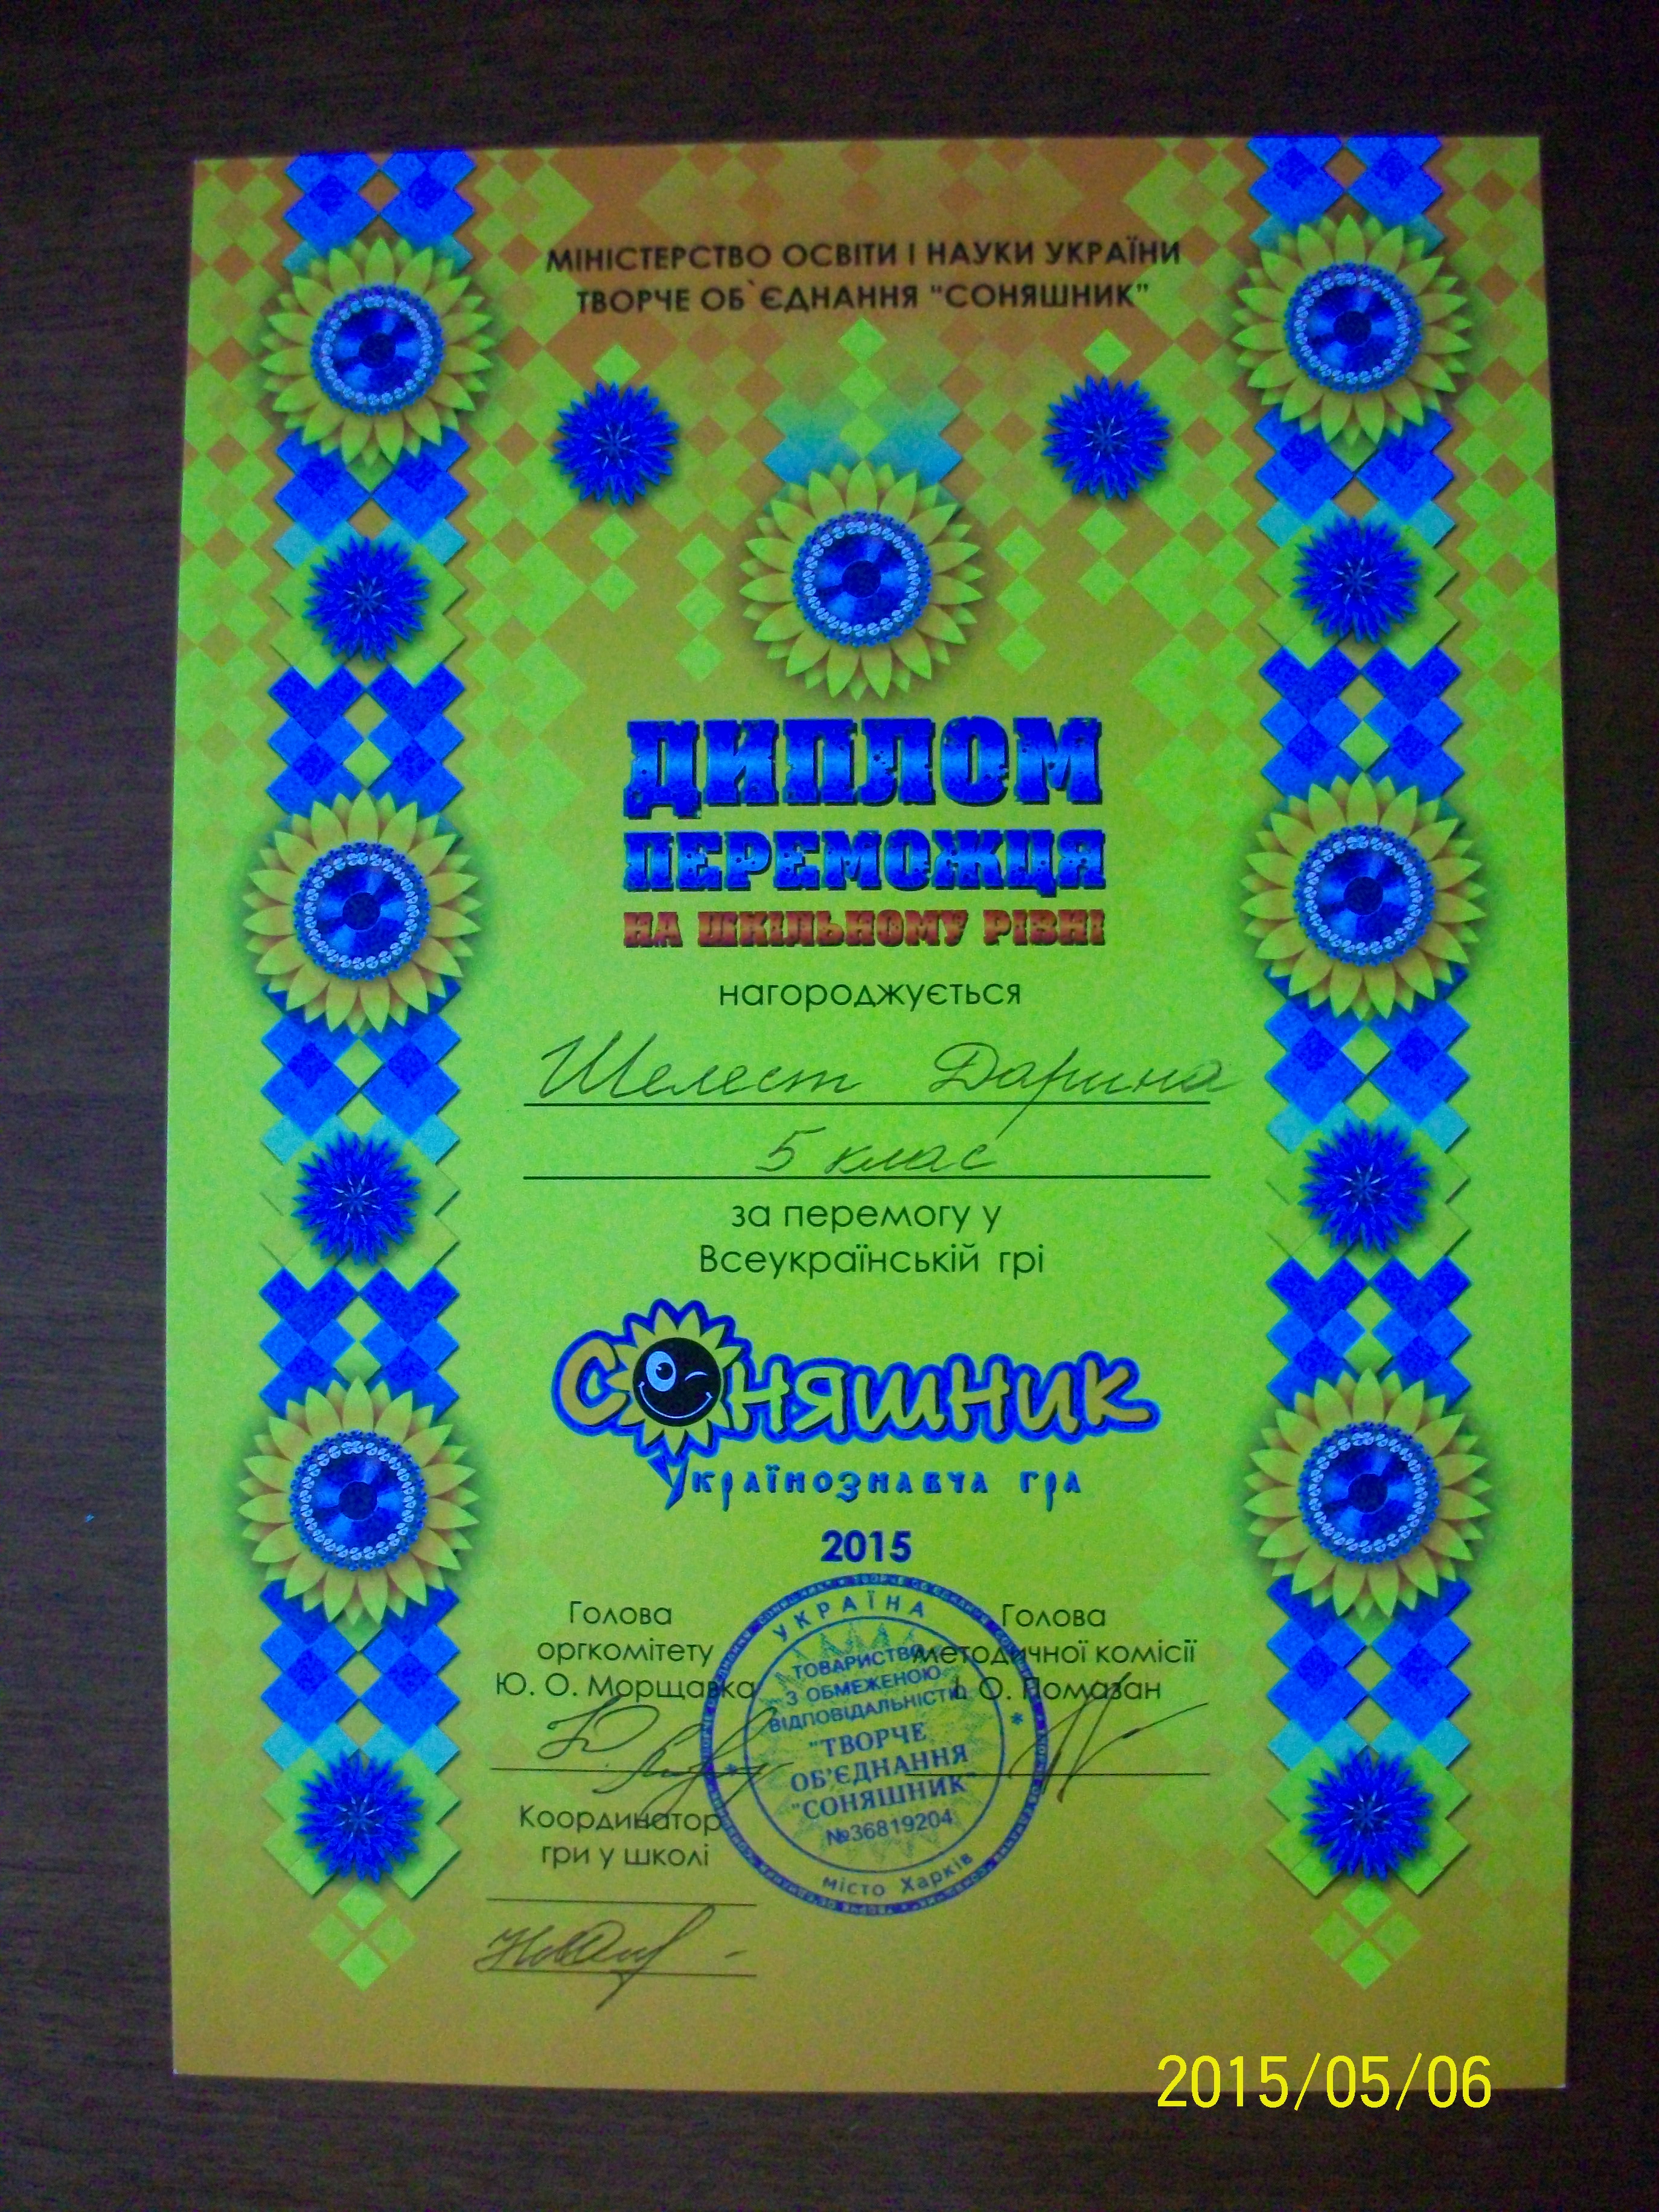 МІНІСТЕРСТВО ОСВІТИ І НАУКИ УКРАЇНИ
ТВОРЧЕ ОБ`ЄДНАННЯ "СОНЯШНИК"
ДИПЛОМ
ПЕРЕМОЖЦЯ
НА ШКІЛЬНОМУ РІВНІ
нагороджується
Шелест Дарина
5 клас
за перемогу у
Всеукраїнській грі
Соняшник
Українознавча гра
2015
Голова
оргкомітету
Ю. О. Морщавка
Голова
методичної комісії
І. О. Помазан
УКРАЇНА
ТОВАРИСТВО
З ОБМЕЖЕНОЮ
ВІДПОВІДАЛЬНІСТЮ
"ТВОРЧЕ
ОБ'ЄДНАННЯ
"СОНЯШНИК"
№36819204
місто Харків
Координатор
гри у школі
2015/05/06